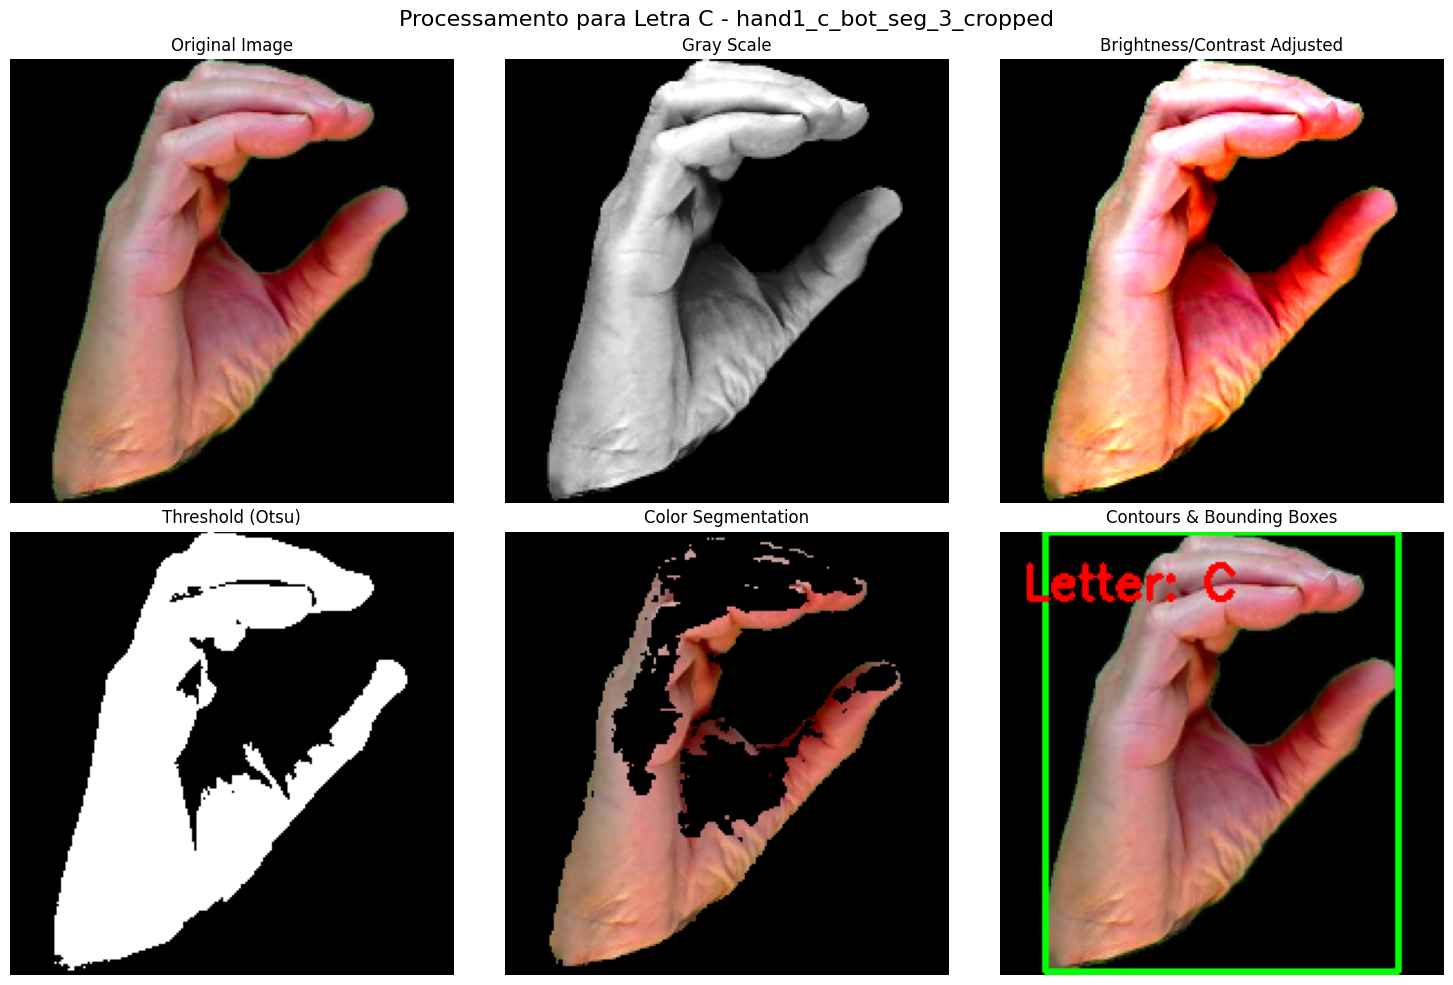 Processamento para Letra C - hand1_c_bot_seg_3_cropped
Original Image
Gray Scale
Brightness/Contrast Adjusted
Threshold (Otsu)
Color Segmentation
Contours & Bounding Boxes
Letter: C